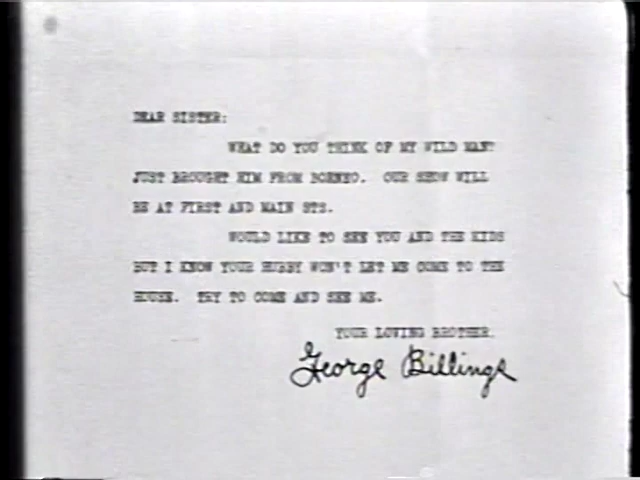 DEAR SISTER:
WHAT DO YOU THINK OF MY WILD MAN?
JUST BROUGHT HIM FROM BORNEO. OUR SHOW WILL
BE AT FIRST AND MAIN STS.
WOULD LIKE TO SEE YOU AND THE KIDS
BUT I KNOW YOUR HUBBY WON'T LET ME COME TO THE
HOUSE. TRY TO COME AND SEE ME.
YOUR LOVING BROTHER.
George Billings